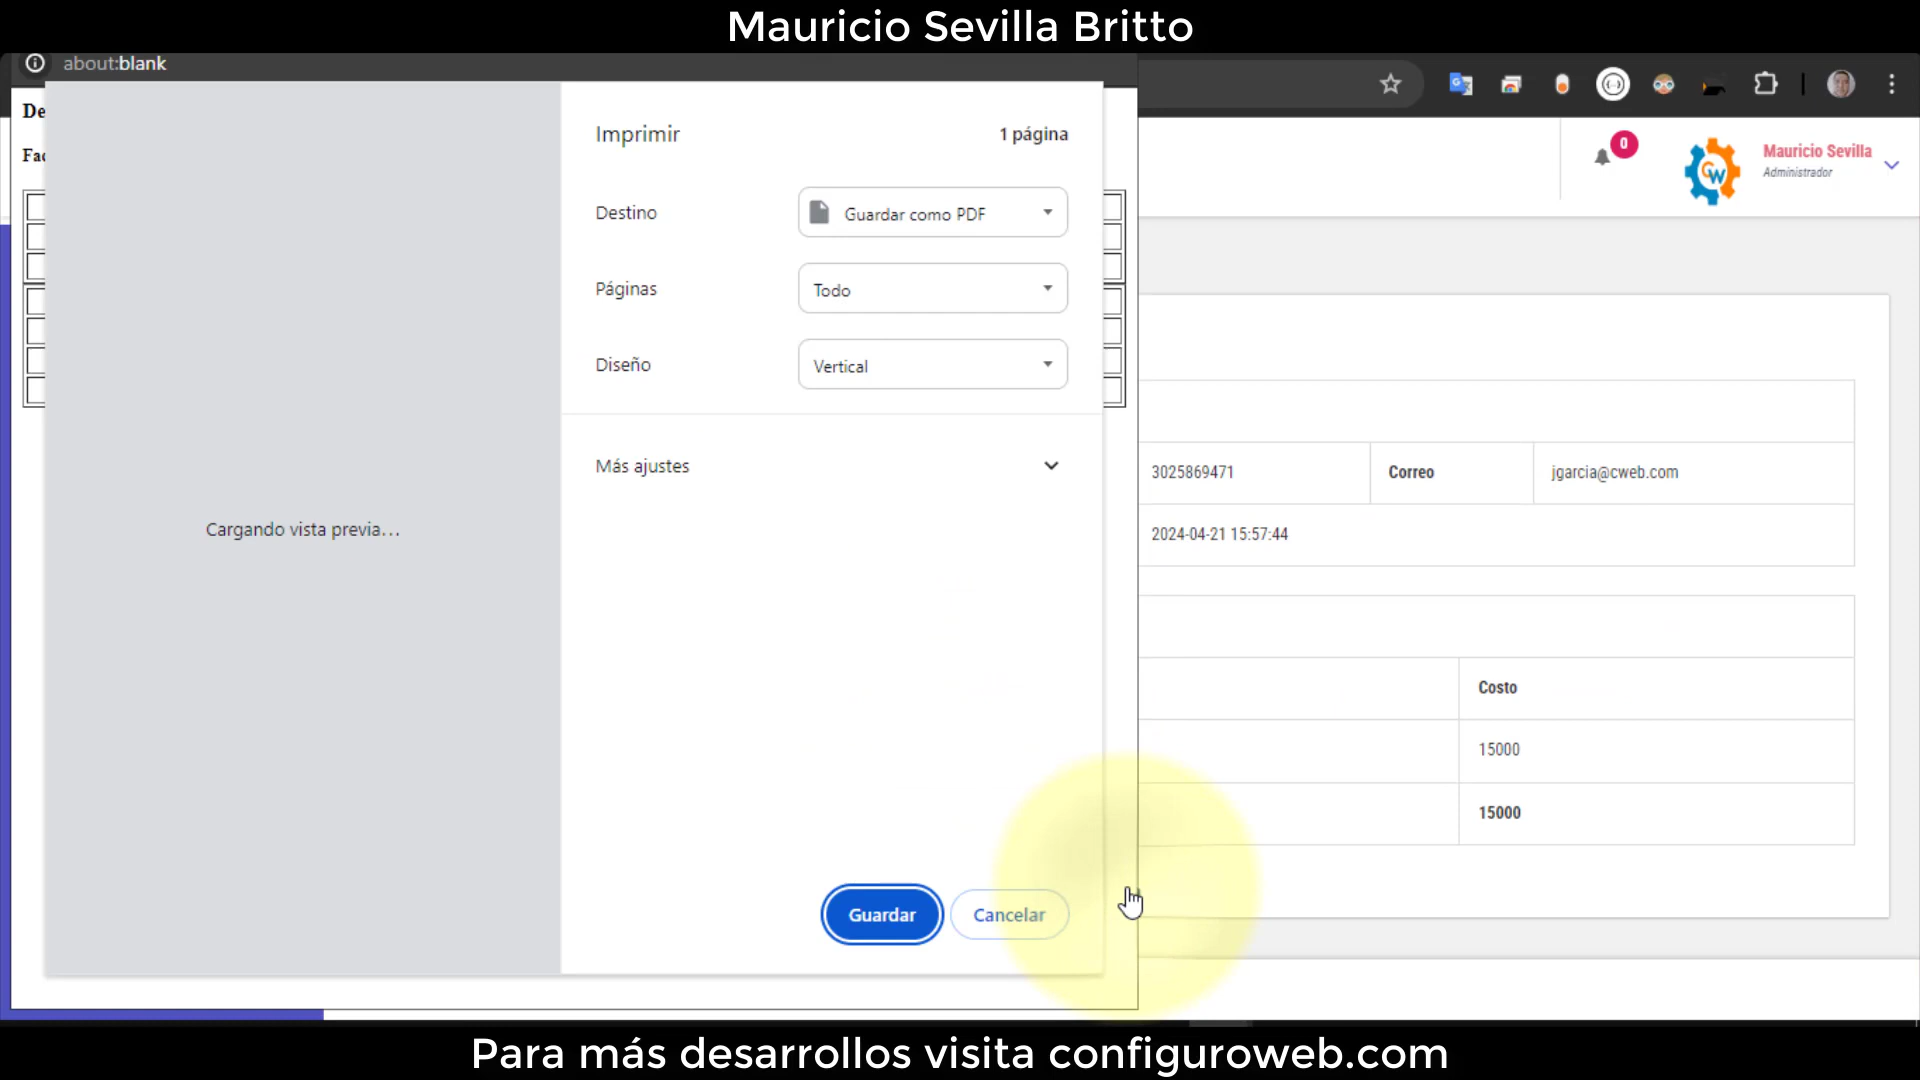 Mauricio Sevilla Britto
about:blank
De
Fac
Imprimir
1 página
Destino
Guardar como PDF
Páginas
Todo
Diseño
Vertical
Más ajustes
Cargando vista previa...
Guardar
Cancelar
0
CW
Mauricio Sevilla
Administrador
3025869471
Correo
jgarcia@cweb.com
2024-04-21 15:57:44
Costo
15000
15000
Para más desarrollos visita configuroweb.com